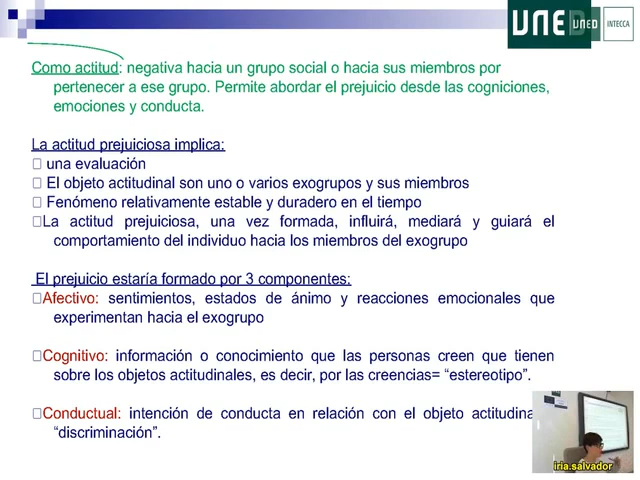 UNED
UNED
INTECCA
Como actitud: negativa hacia un grupo social o hacia sus miembros por
pertenecer a ese grupo. Permite abordar el prejuicio desde las cogniciones,
emociones y conducta.
La actitud prejuiciosa implica:
una evaluación
El objeto actitudinal son uno o varios exogrupos y sus miembros
Fenómeno relativamente estable y duradero en el tiempo
La actitud prejuiciosa, una vez formada, influirá, mediará y guiará el
comportamiento del individuo hacia los miembros del exogrupo
El prejuicio estaría formado por 3 componentes:
Afectivo: sentimientos, estados de ánimo y reacciones emocionales que
experimentan hacia el exogrupo
Cognitivo: información o conocimiento que las personas creen que tienen
sobre los objetos actitudinales, es decir, por las creencias= “estereotipo”.
Conductual: intención de conducta en relación con el objeto actitudina
“discriminación”.
iria.salvador